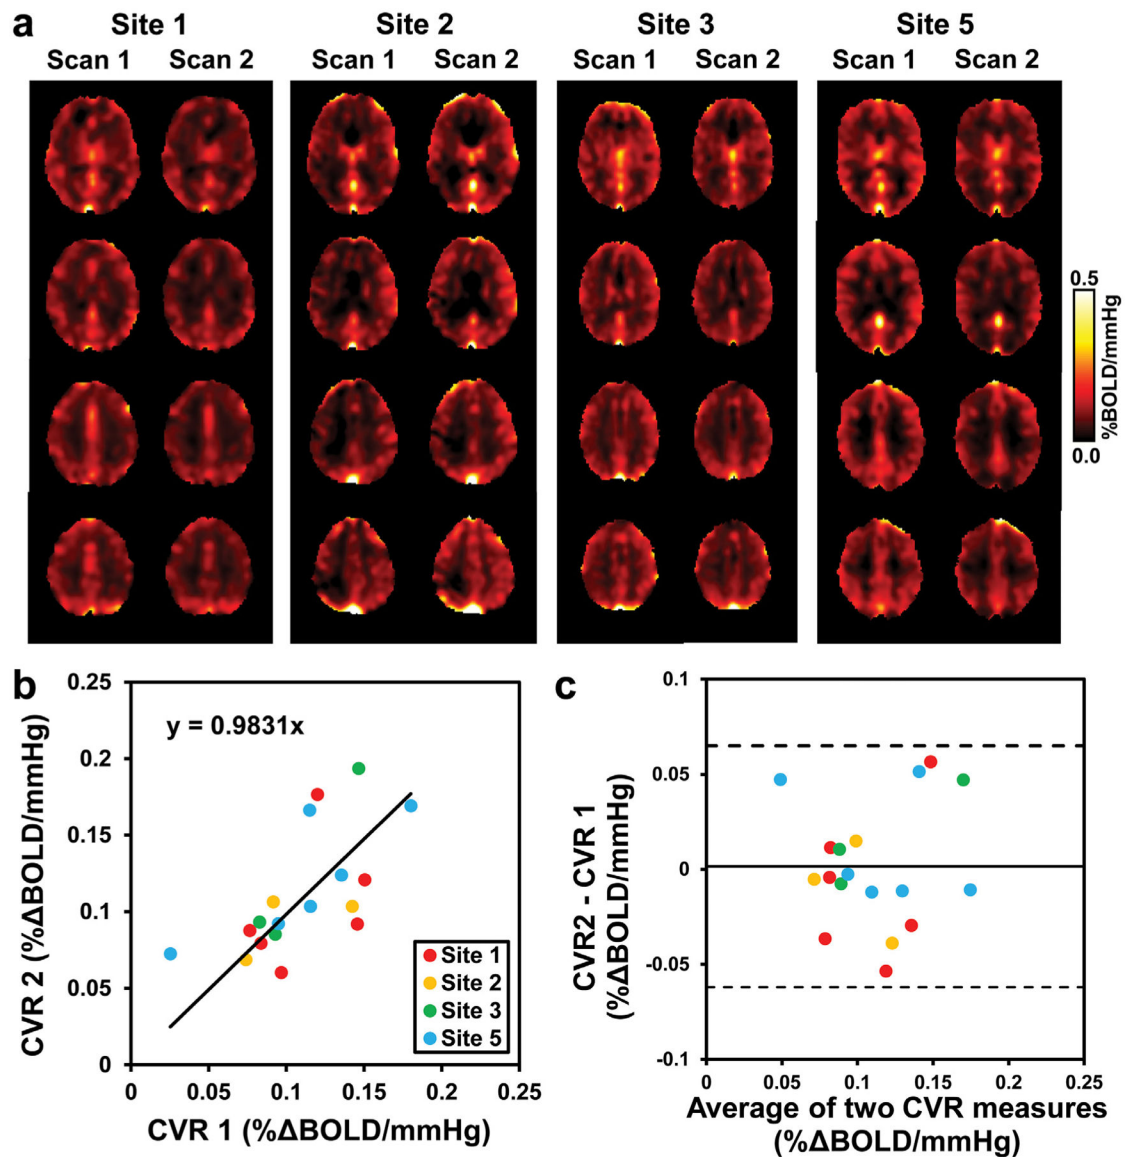 a
Site 1 Site 2 Site 3 Site 5
Scan 1 Scan 2 Scan 1 Scan 2 Scan 1 Scan 2 Scan 1 Scan 2
0.5
%BOLD/mmHg
0.0
b
y = 0.9831x
CVR 2 (%ΔBOLD/mmHg)
0.25
0.2
0.15
0.1
0.05
0
Site 1
Site 2
Site 3
Site 5
0 0.05 0.1 0.15 0.2 0.25
CVR 1 (%ΔBOLD/mmHg)
c
CVR2 - CVR 1
(%ΔBOLD/mmHg)
0.1
0.05
0
-0.05
-0.1
0 0.05 0.1 0.15 0.2 0.25
Average of two CVR measures
(%ΔBOLD/mmHg)